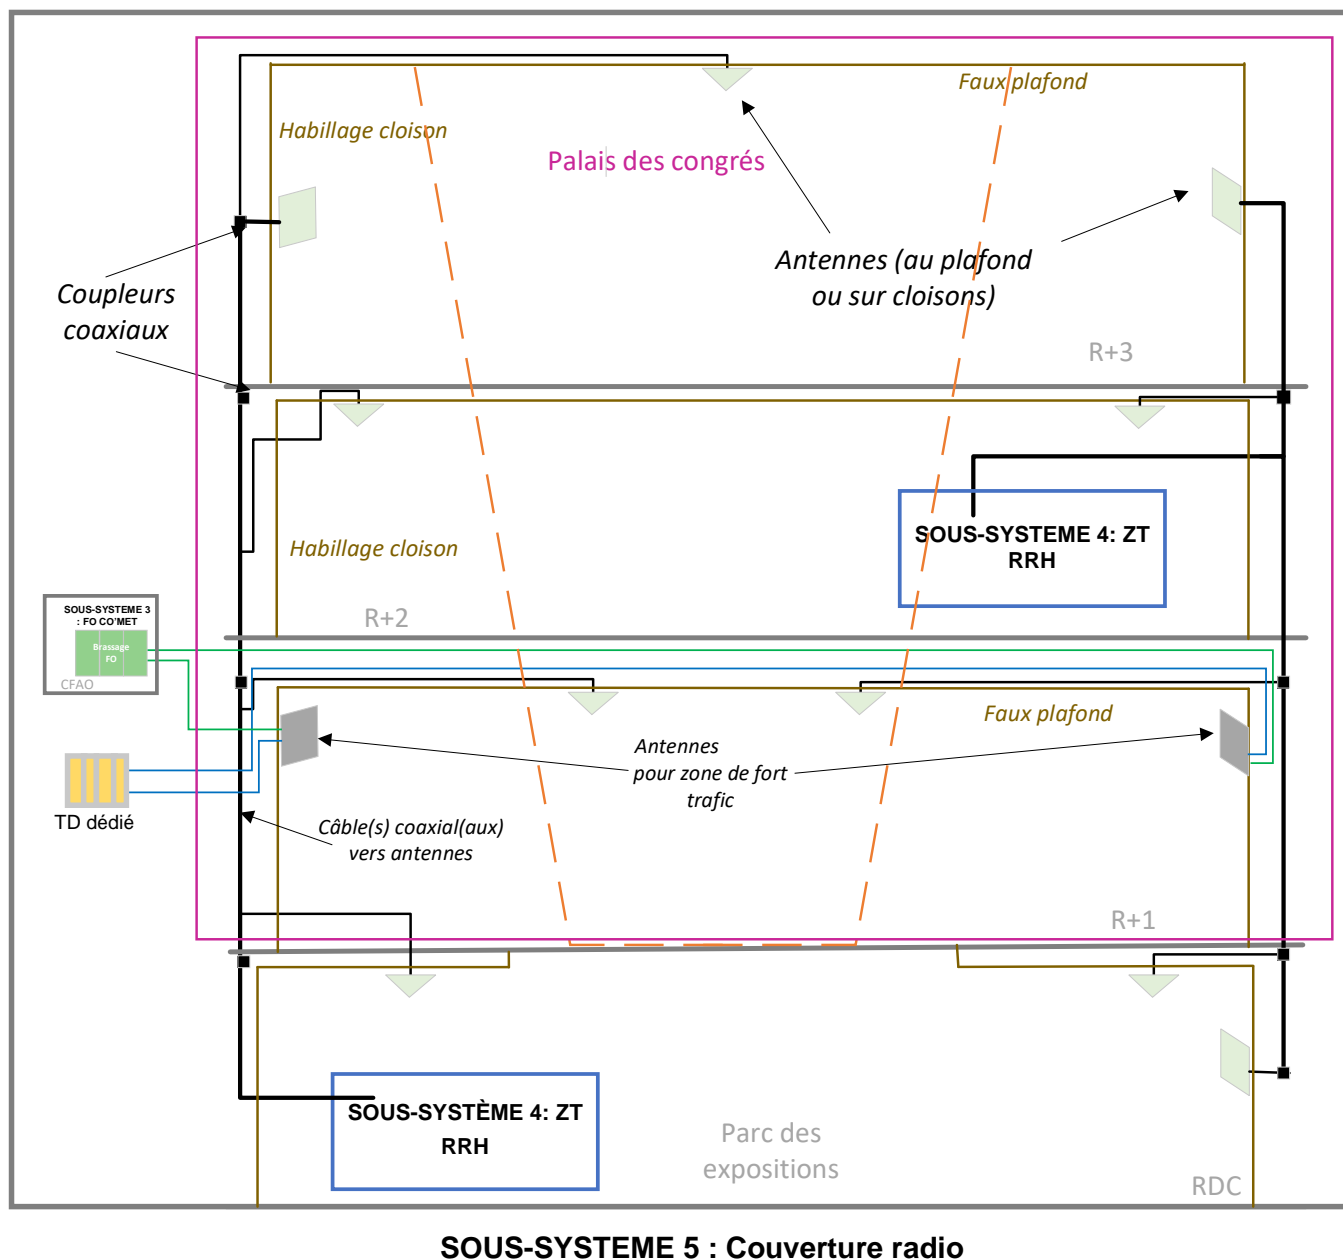 Faux plafond
Habillage cloison
Palais des congrés
Antennes (au plafond
ou sur cloisons)
Coupleurs
coaxiaux
R+3
SOUS-SYSTEME 4: ZT
RRH
Habillage cloison
SOUS-SYSTEME 3
: FO CO'MET
Brassage
FO
CFAO
R+2
Faux plafond
Antennes
pour zone de fort
trafic
TD dédié
Câble(s) coaxial(aux)
vers antennes
R+1
SOUS-SYSTÈME 4: ZT
RRH
Parc des
expositions
RDC
SOUS-SYSTEME 5 : Couverture radio